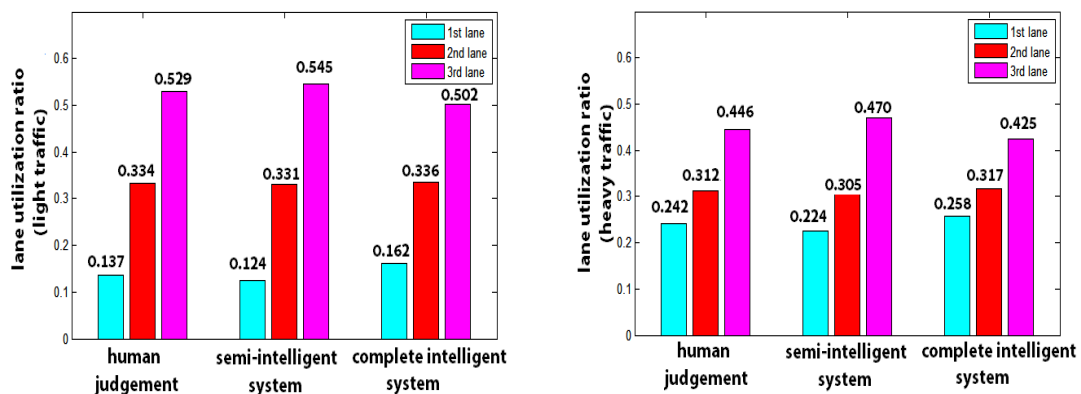 lane utilization ratio
(light traffic)
0.6
0.5
0.4
0.3
0.2
0.1
0
1st lane
2nd lane
3rd lane
0.137
0.334
0.529
0.124
0.331
0.545
0.162
0.336
0.502
human
judgement
semi-intelligent
system
complete intelligent
system
lane utilization ratio
(heavy traffic)
0.6
0.5
0.4
0.3
0.2
0.1
0
1st lane
2nd lane
3rd lane
0.242
0.312
0.446
0.224
0.305
0.470
0.258
0.317
0.425
human
judgement
semi-intelligent
system
complete intelligent
system